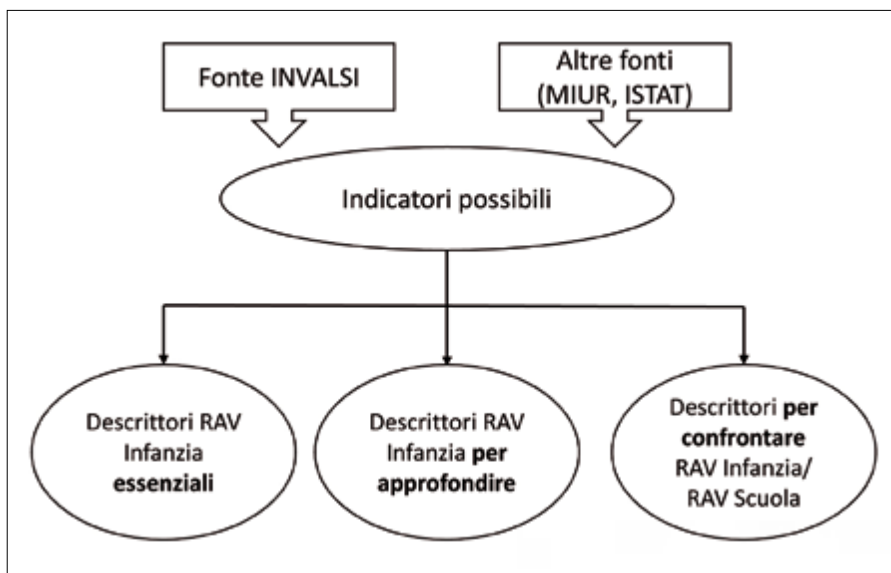 Fonte INVALSI
Altre fonti
(MIUR, ISTAT)
Indicatori possibili
Descrittori RAV
Infanzia
essenziali
Descrittori RAV
Infanzia per
approfondire
Descrittori per
confrontare
RAV Infanzia/
RAV Scuola